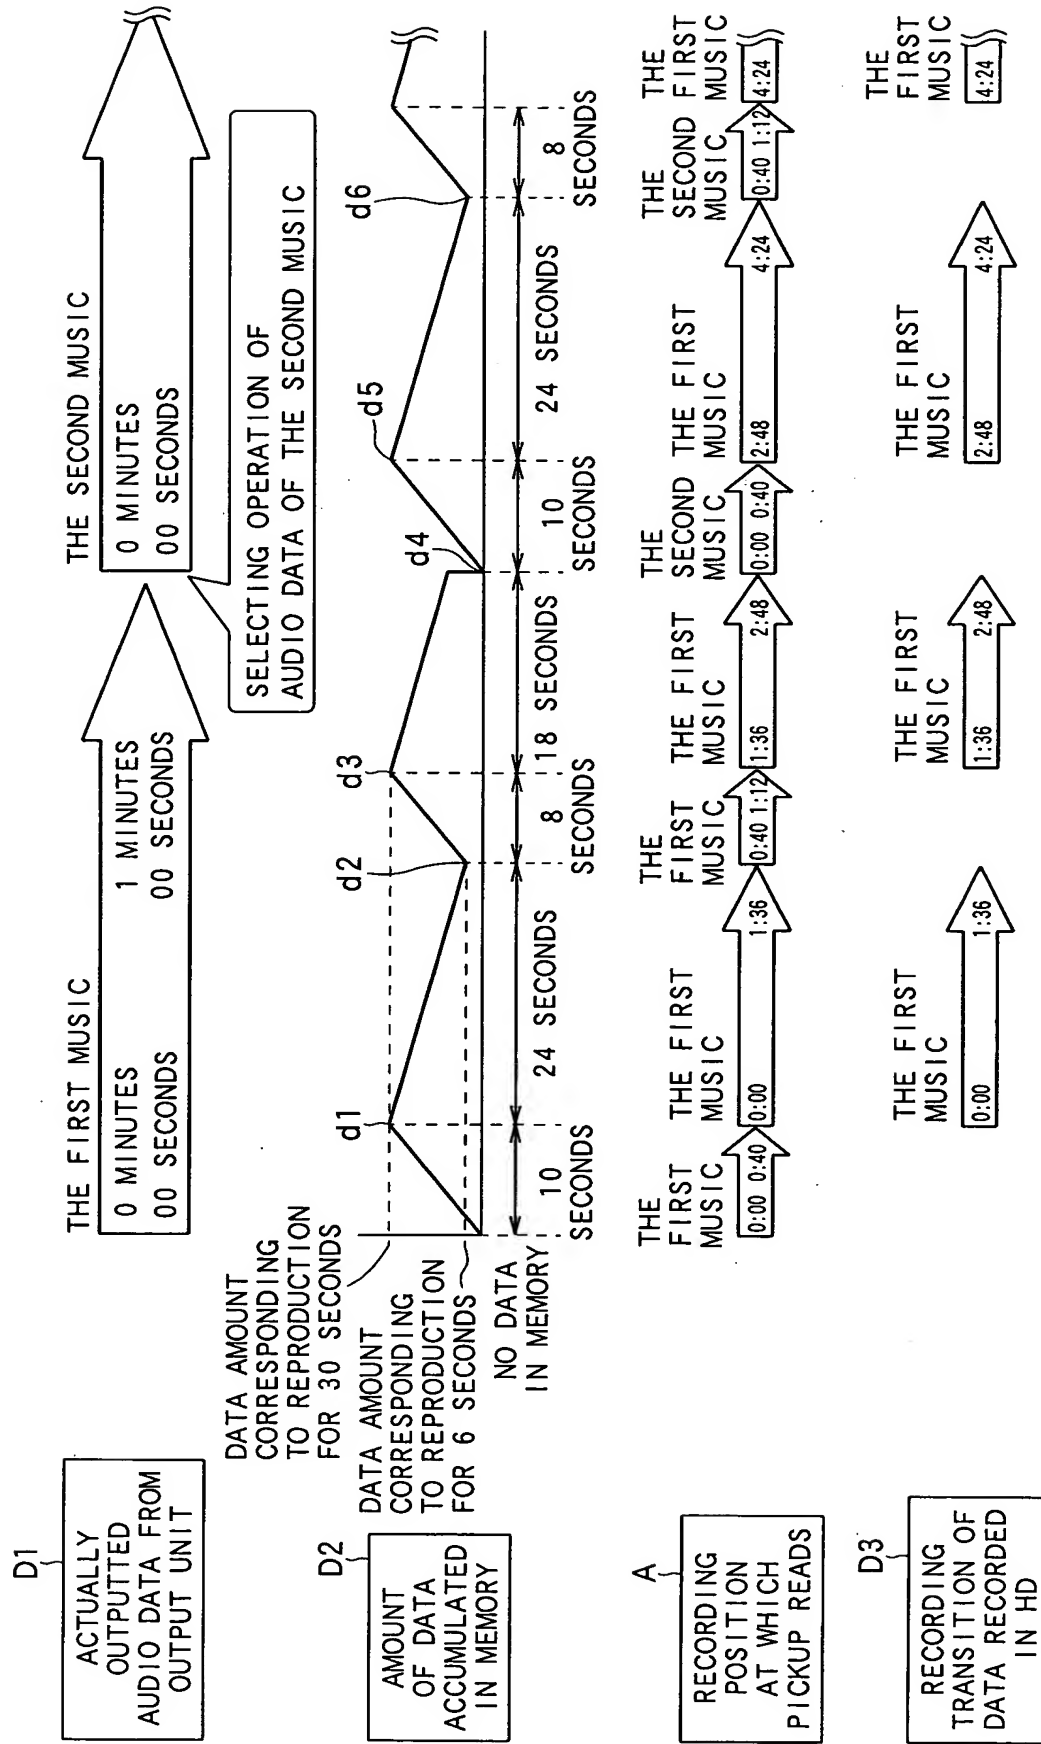 D1
ACTUALLY
OUTPUTTED
AUDIO DATA FROM
OUTPUT UNIT
THE FIRST MUSIC
0 MINUTES
00 SECONDS
1 MINUTES
00 SECONDS
THE SECOND MUSIC
0 MINUTES
00 SECONDS
SELECTING OPERATION OF
AUDIO DATA OF THE SECOND MUSIC
D2
AMOUNT
OF DATA
ACCUMULATED
IN MEMORY
DATA AMOUNT
CORRESPONDING
TO REPRODUCTION
FOR 30 SECONDS
DATA AMOUNT
CORRESPONDING
TO REPRODUCTION
FOR 6 SECONDS
NO DATA
IN MEMORY
d1
d2
d3
d4
d5
d6
10
SECONDS
24 SECONDS
8
SECONDS
18 SECONDS
10
SECONDS
24 SECONDS
8
SECONDS
A
RECORDING
POSITION
AT WHICH
PICKUP READS
THE
FIRST
MUSIC
0:00 0:40
THE FIRST
MUSIC
0:00 1:36
THE
FIRST
MUSIC
0:40 1:12
THE FIRST
MUSIC
1:36 2:48
THE
SECOND
MUSIC
0:00 0:40
THE FIRST
MUSIC
2:48 4:24
THE
SECOND
MUSIC
0:40 1:12
THE
FIRST
MUSIC
4:24
D3
RECORDING
TRANSITION OF
DATA RECORDED
IN HD
THE FIRST
MUSIC
0:00 1:36
THE FIRST
MUSIC
1:36 2:48
THE FIRST
MUSIC
2:48 4:24
THE
FIRST
MUSIC
4:24